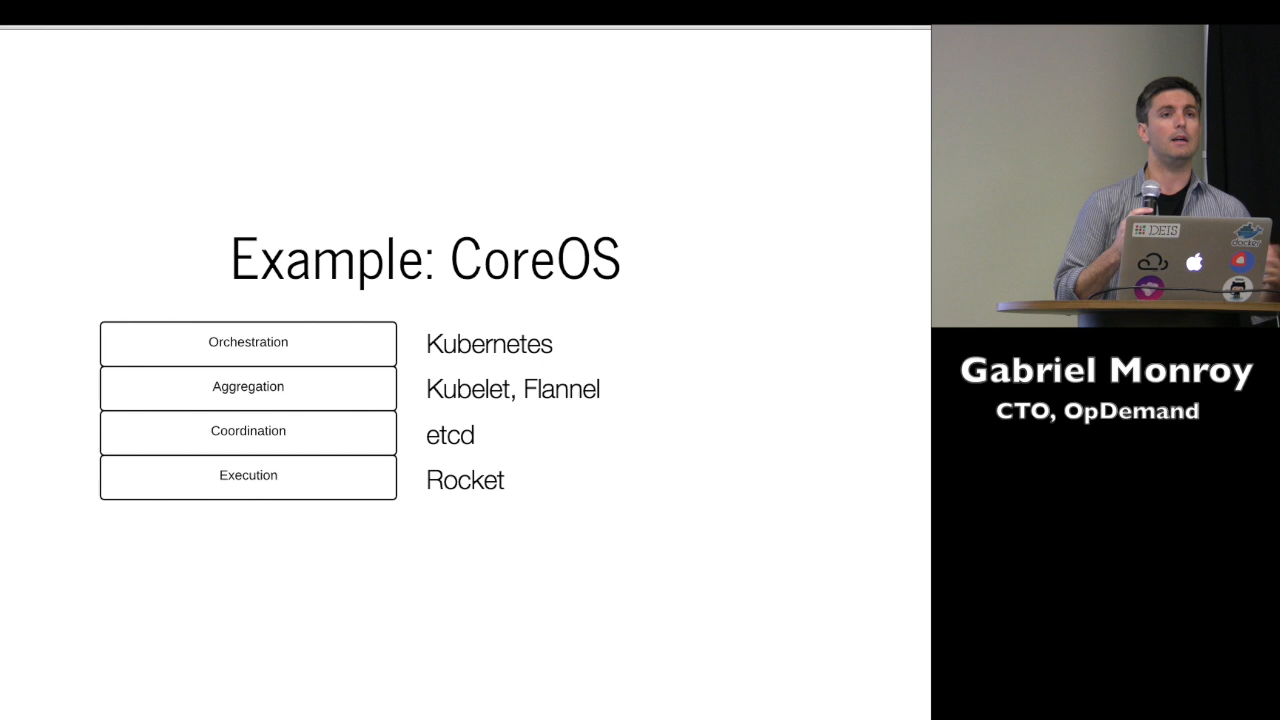 Example: CoreOS
Orchestration
Kubernetes
Aggregation
Kubelet, Flannel
Coordination
etcd
Execution
Rocket
DEIS
docker
Gabriel Monroy
CTO, OpDemand